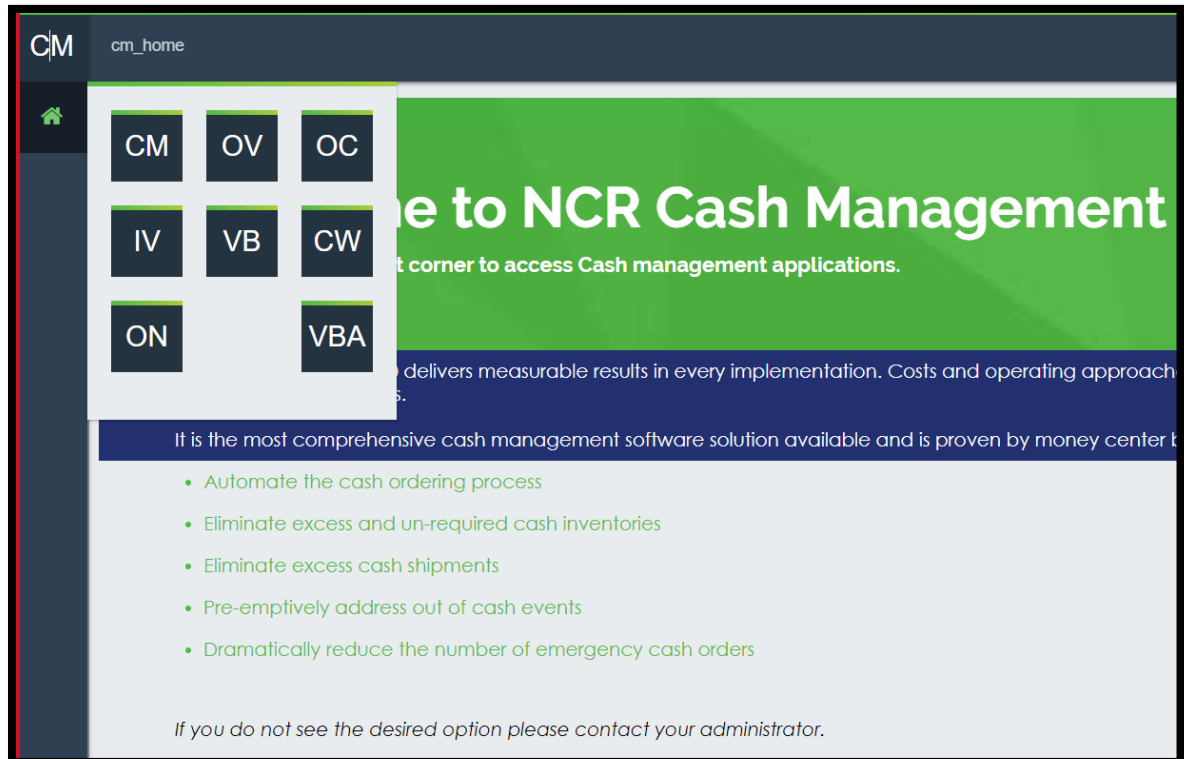 CM cm_home
CM OV OC
IV VB CW
ON VBA
to NCR Cash Management
corner to access Cash management applications.
delivers measurable results in every implementation. Costs and operating
It is the most comprehensive cash management software solution available and is proven by money center
• Automate the cash ordering process
• Eliminate excess and un-required cash inventories
• Eliminate excess cash shipments
• Pre-emptively address out of cash events
• Dramatically reduce the number of emergency cash orders
If you do not see the desired option please contact your administrator.